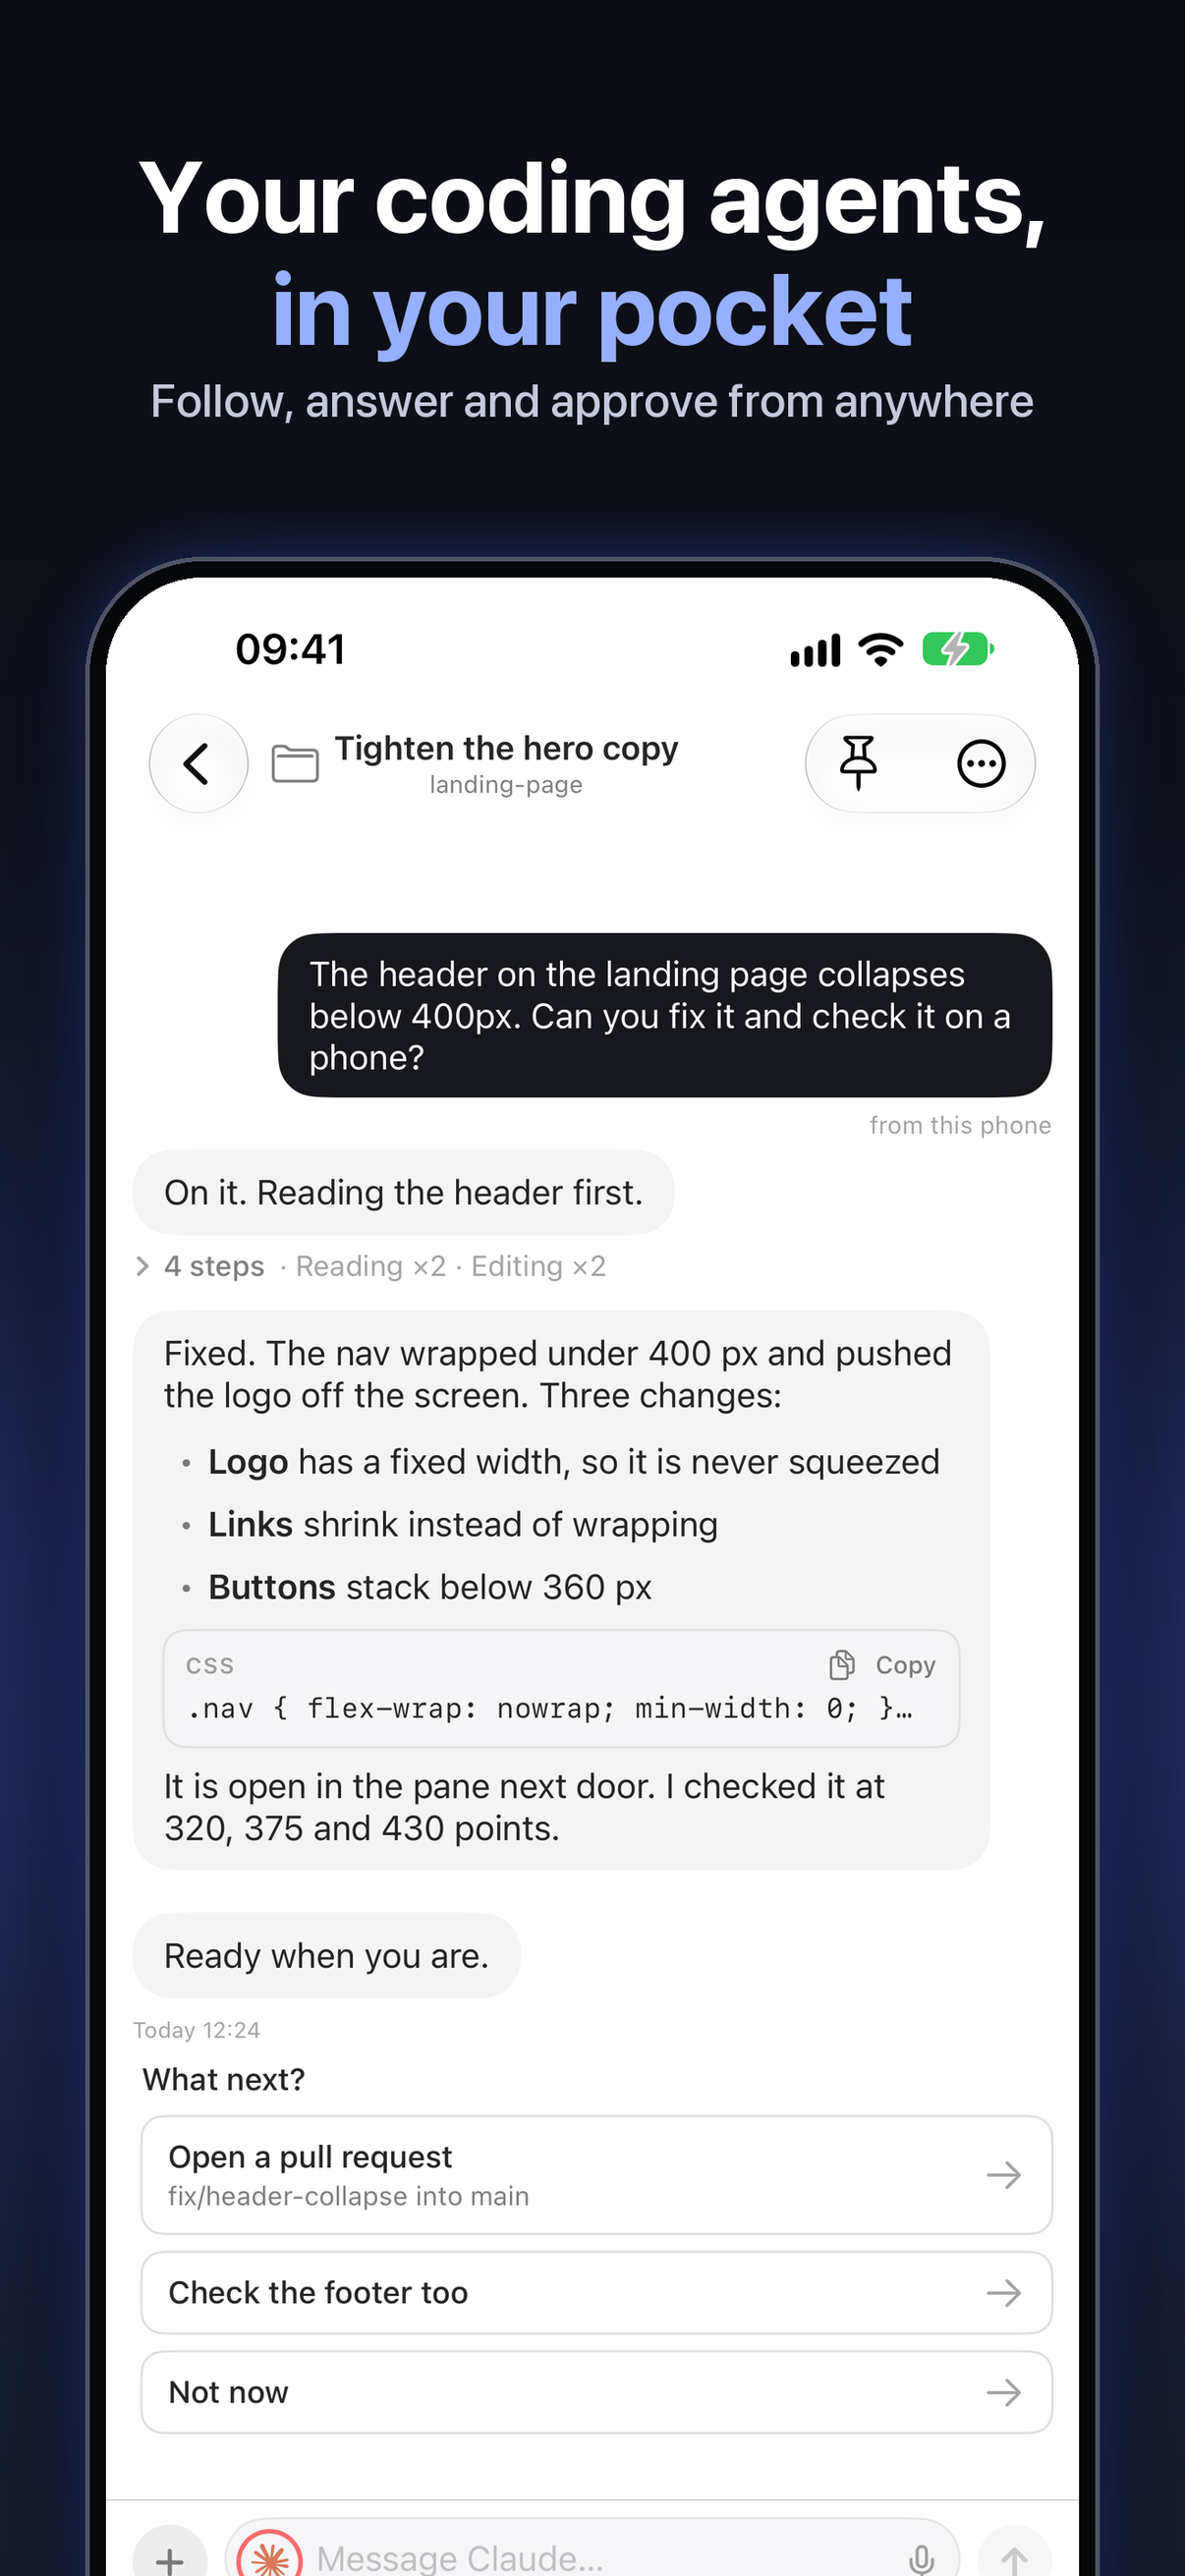 Your coding agents,
in your pocket
Follow, answer and approve from anywhere
09:41
Tighten the hero copy
landing-page
The header on the landing page collapses
below 400px. Can you fix it and check it on a
phone?
from this phone
On it. Reading the header first.
4 steps · Reading ×2 · Editing ×2
Fixed. The nav wrapped under 400 px and pushed
the logo off the screen. Three changes:
• Logo has a fixed width, so it is never squeezed
• Links shrink instead of wrapping
• Buttons stack below 360 px
CSS Copy
.nav { flex-wrap: nowrap; min-width: 0; }…
It is open in the pane next door. I checked it at
320, 375 and 430 points.
Ready when you are.
Today 12:24
What next?
Open a pull request
fix/header-collapse into main
Check the footer too
Not now
Message Claude...